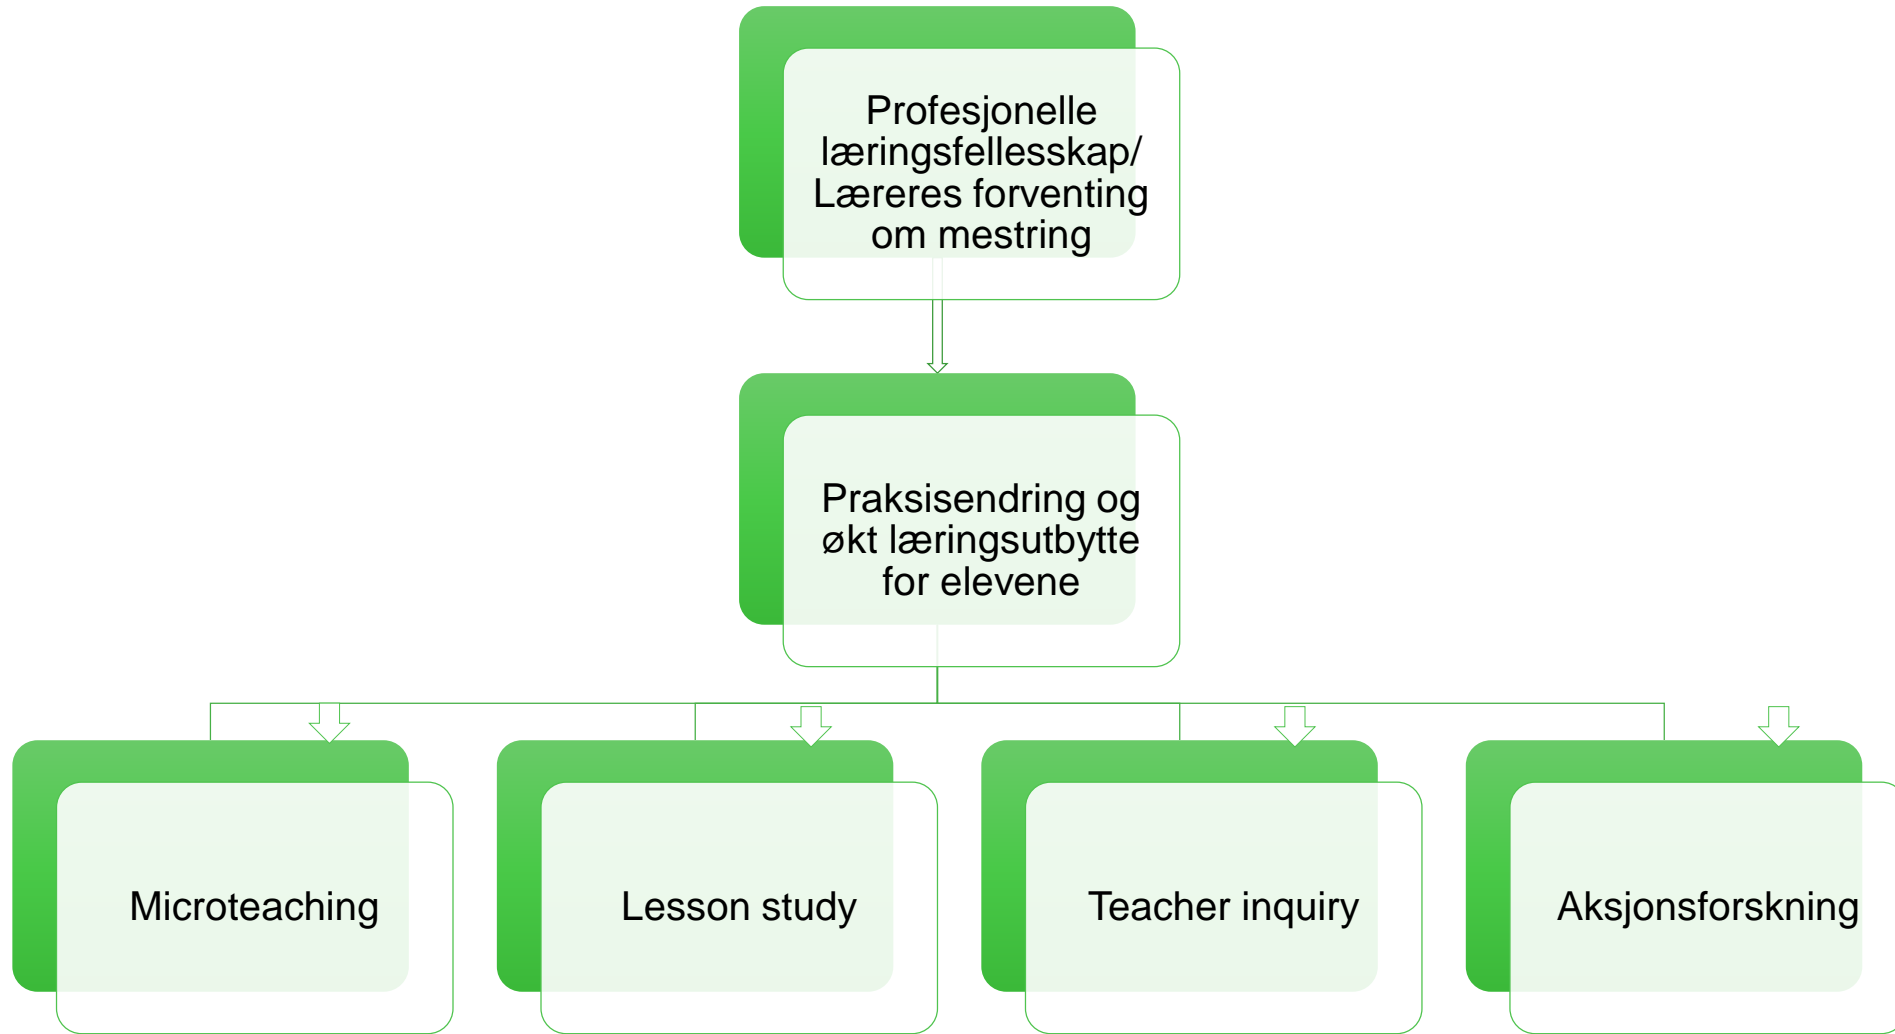 Profesjonelle
læringsfellesskap/
Læreres forventing
om mestring
Praksisendring og
økt læringsutbytte
for elevene
Microteaching
Lesson study
Teacher inquiry
Aksjonsforskning